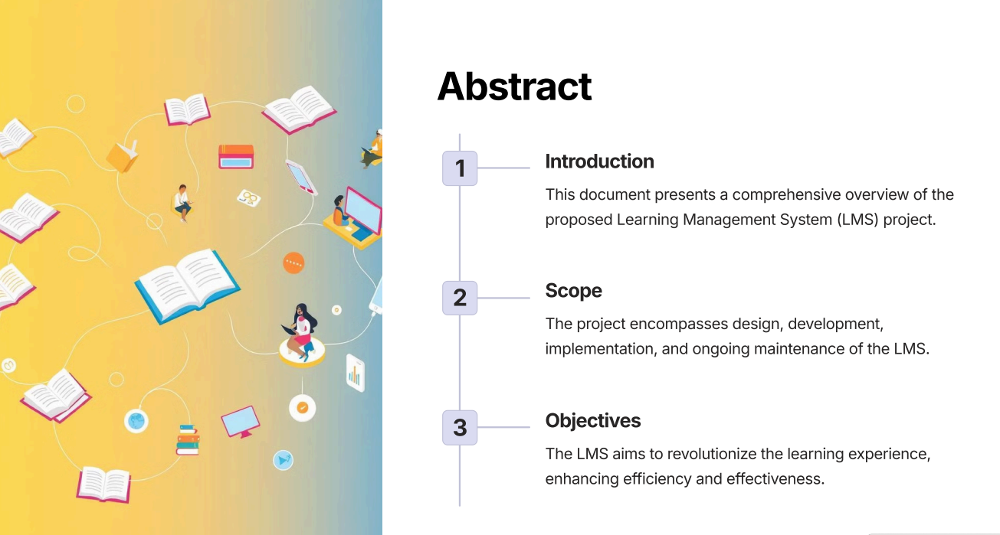 Abstract
1
Introduction
This document presents a comprehensive overview of the
proposed Learning Management System (LMS) project.
2
Scope
The project encompasses design, development,
implementation, and ongoing maintenance of the LMS.
3
Objectives
The LMS aims to revolutionize the learning experience,
enhancing efficiency and effectiveness.